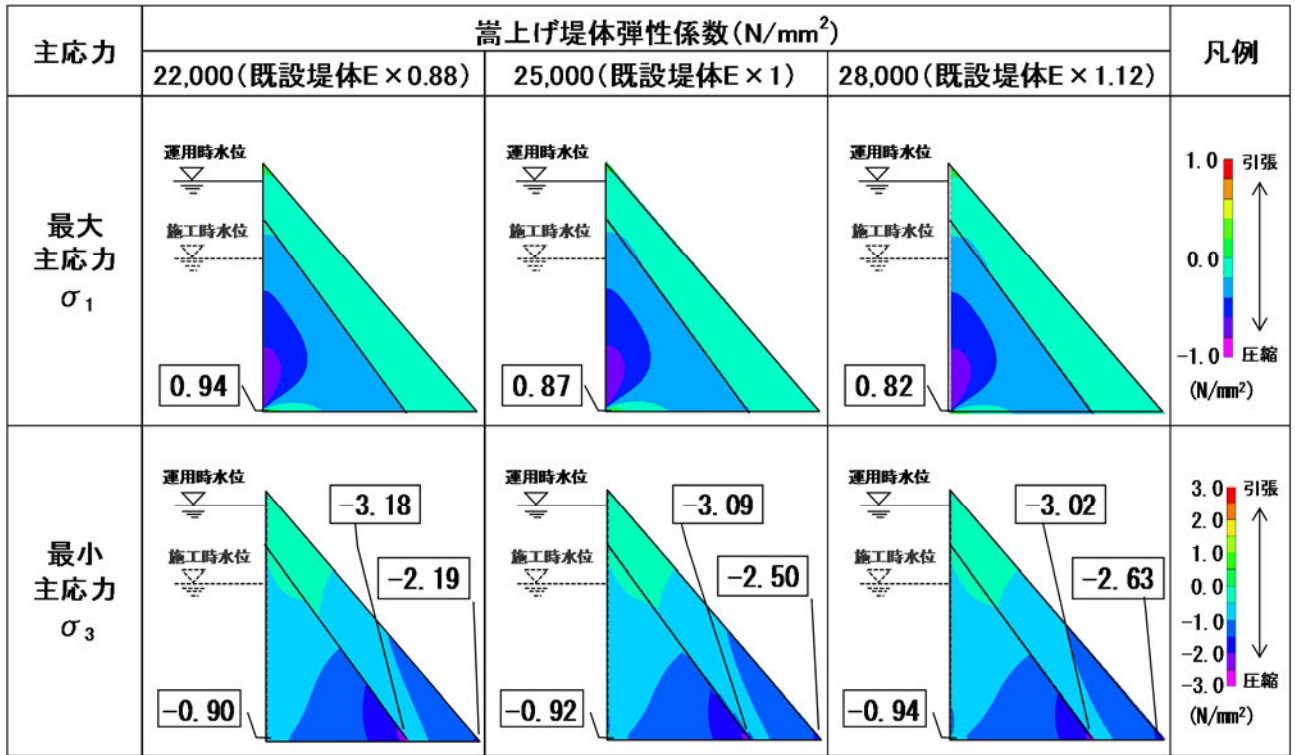 主応力
嵩上げ堤体弾性係数(N/mm²)
凡例
22,000(既設堤体E×0.88)
25,000(既設堤体E×1)
28,000(既設堤体E×1.12)
最大
主応力
σ₁
運用時水位
施工時水位
0.94
運用時水位
施工時水位
0.87
運用時水位
施工時水位
0.82
1.0
引張
0.0
-1.0
圧縮
(N/mm²)
最小
主応力
σ₃
運用時水位
施工時水位
-3.18
-2.19
-0.90
運用時水位
施工時水位
-3.09
-2.50
-0.92
運用時水位
施工時水位
-3.02
-2.63
-0.94
3.0
引張
2.0
1.0
0.0
-1.0
-2.0
-3.0
圧縮
(N/mm²)